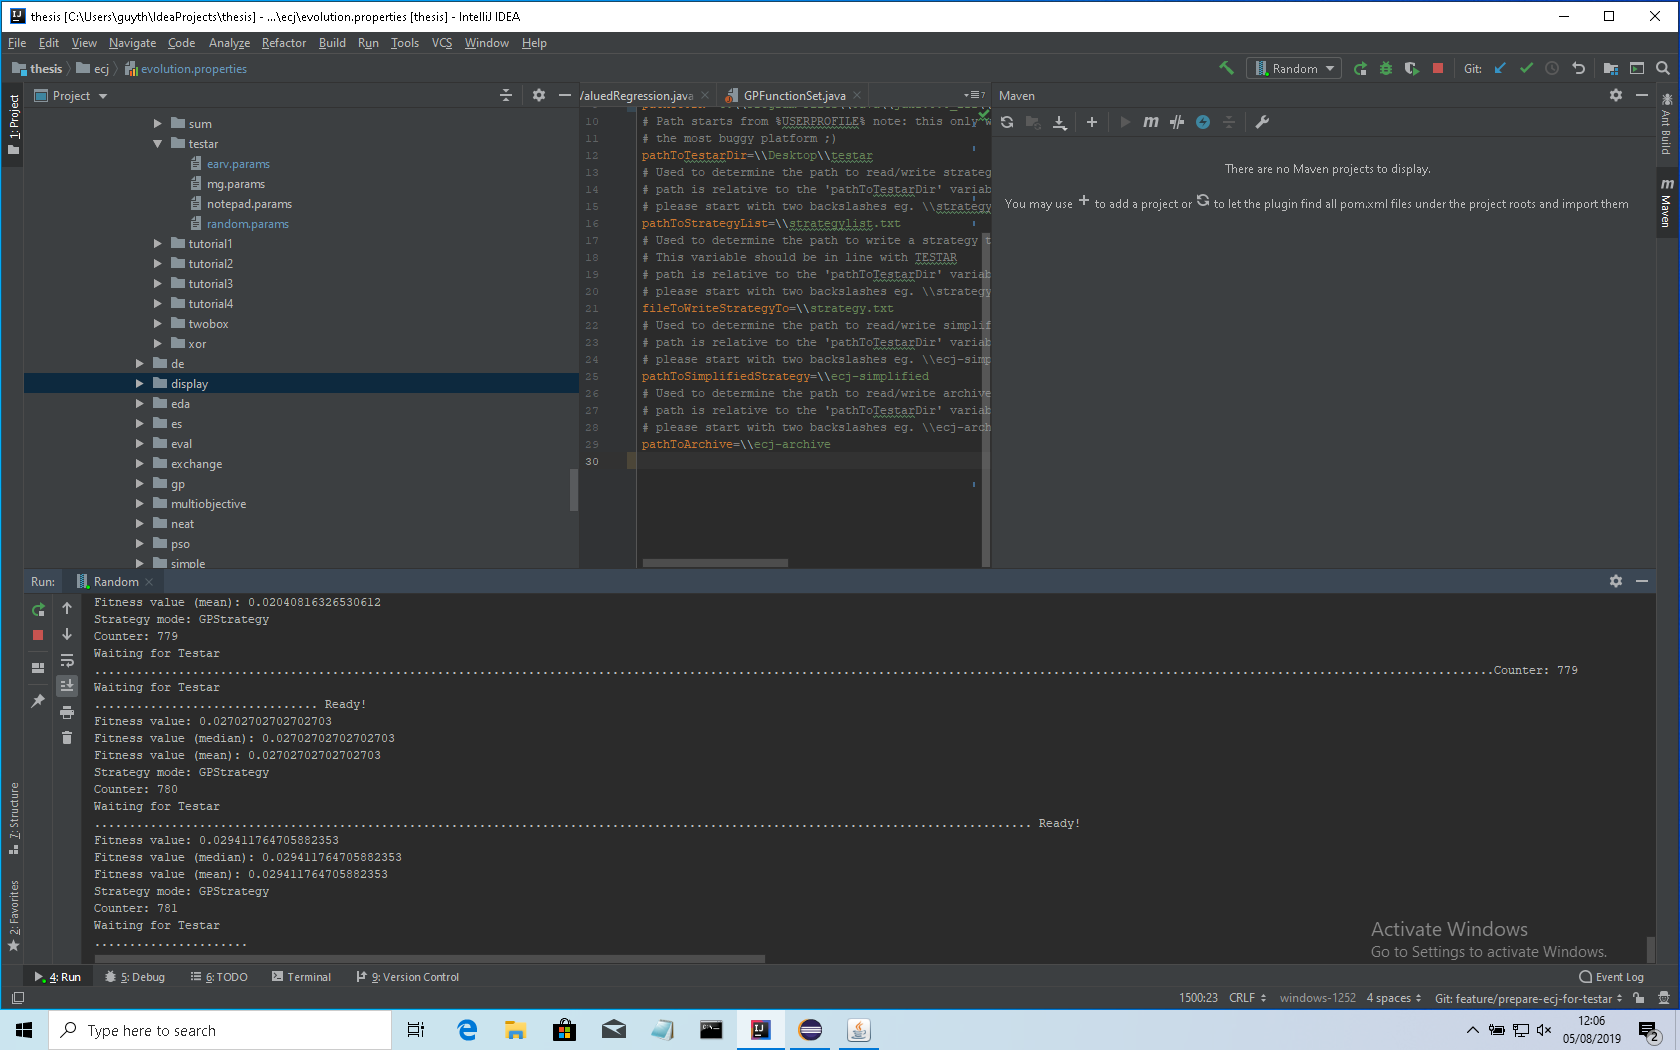 thesis [C:\Users\guyth\IdeaProjects\thesis] - ...\ecj\evolution.properties [thesis] - IntelliJ IDEA
File Edit View Navigate Code Analyze Refactor Build Run Tools VCS Window Help
thesis ecj evolution.properties Random Git:
1: Project
Project
sum
testar
earv.params
mg.params
notepad.params
random.params
tutorial1
tutorial2
tutorial3
tutorial4
twobox
xor
de
display
eda
es
eval
exchange
gp
multiobjective
neat
pso
simple
aluedRegression.java GPFunctionSet.java
10 # Path starts from %USERPROFILE% note: this only w
11 # the most buggy platform ;)
12 pathToTestarDir=\\Desktop\\testar
13 # Used to determine the path to read/write strateg
14 # path is relative to the 'pathToTestarDir' variab
15 # please start with two backslashes eg. \\strategy
16 pathToStrategyList=\\strategylist.txt
17 # Used to determine the path to write a strategy t
18 # This variable should be in line with TESTAR
19 # path is relative to the 'pathToTestarDir' variab
20 # please start with two backslashes eg. \\strategy
21 fileToWriteStrategyTo=\\strategy.txt
22 # Used to determine the path to read/write simplif
23 # path is relative to the 'pathToTestarDir' variab
24 # please start with two backslashes eg. \\ecj-simp
25 pathToSimplifiedStrategy=\\ecj-simplified
26 # Used to determine the path to read/write archive
27 # path is relative to the 'pathToTestarDir' variab
28 # please start with two backslashes eg. \\ecj-arch
29 pathToArchive=\\ecj-archive
30
Maven
There are no Maven projects to display.
You may use + to add a project or to let the plugin find all pom.xml files under the project roots and import them
Ant Build
Maven
Run: Random
Fitness value (mean): 0.02040816326530612
Strategy mode: GPStrategy
Counter: 779
Waiting for Testar
........................................................................................................................................................................................................Counter: 779
Waiting for Testar
................................ Ready!
Fitness value: 0.02702702702702703
Fitness value (median): 0.02702702702702703
Fitness value (mean): 0.02702702702702703
Strategy mode: GPStrategy
Counter: 780
Waiting for Testar
...................................................................................................................................... Ready!
Fitness value: 0.029411764705882353
Fitness value (median): 0.029411764705882353
Fitness value (mean): 0.029411764705882353
Strategy mode: GPStrategy
Counter: 781
Waiting for Testar
......................
7: Structure
2: Favorites
Activate Windows
Go to Settings to activate Windows.
4: Run 5: Debug 6: TODO Terminal 9: Version Control Event Log
1500:23 CRLF windows-1252 4 spaces Git: feature/prepare-ecj-for-testar
Type here to search
12:06
05/08/2019
2